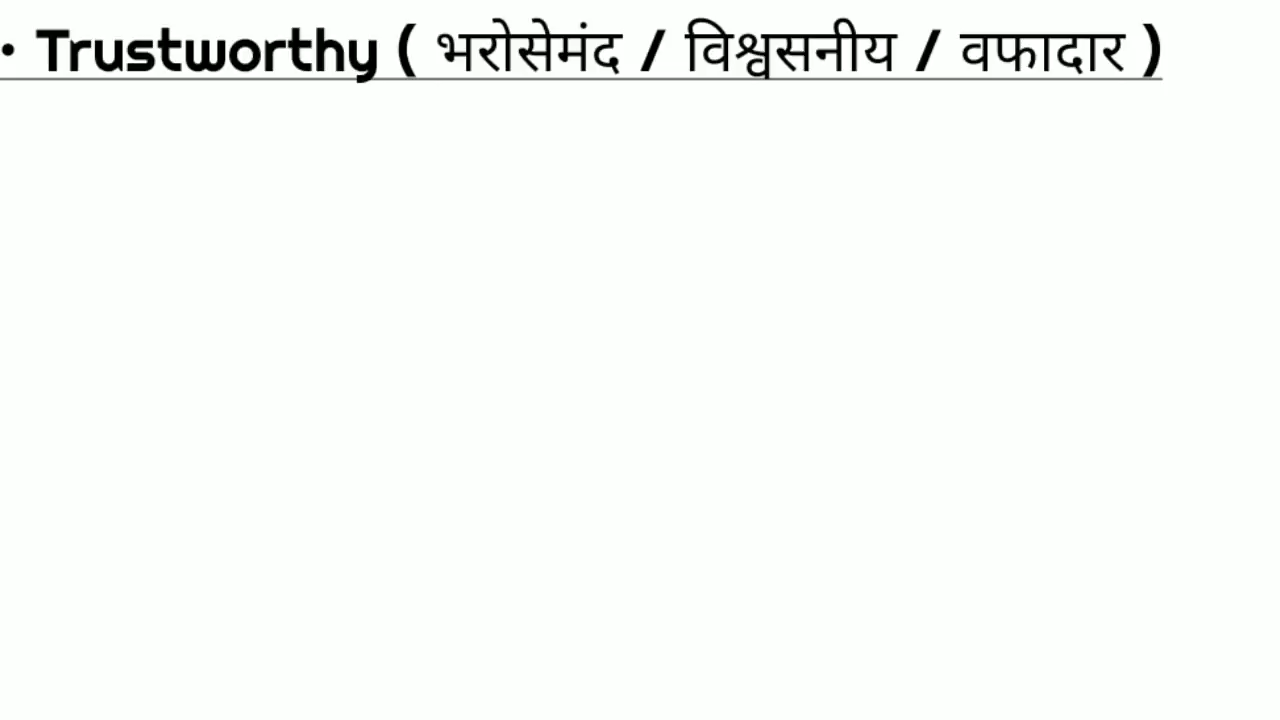 • Trustworthy ( भरोसेमंद / विश्वसनीय / वफादार )